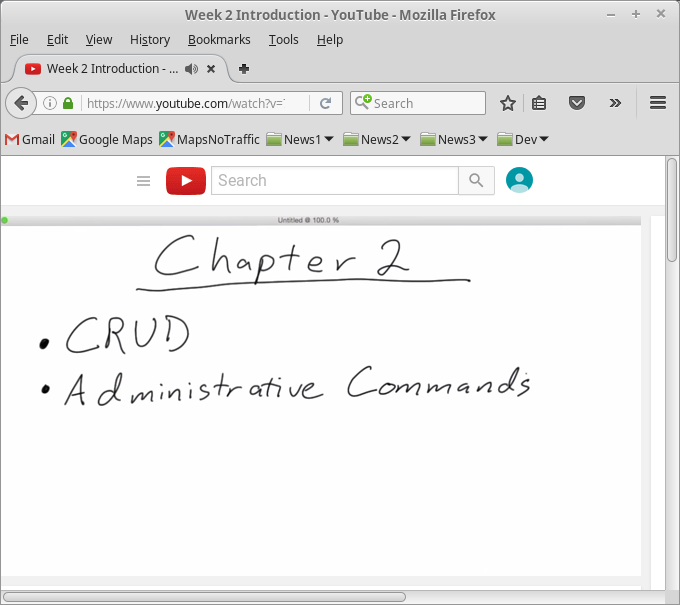 Week 2 Introduction - YouTube - Mozilla Firefox
File Edit View History Bookmarks Tools Help
Week 2 Introduction - ...
https://www.youtube.com/watch?v= Search
Gmail Google Maps MapsNoTraffic News1 News2 News3 Dev
Search
Untitled @ 100.0 %
Chapter 2
• CRUD
• Administrative Commands